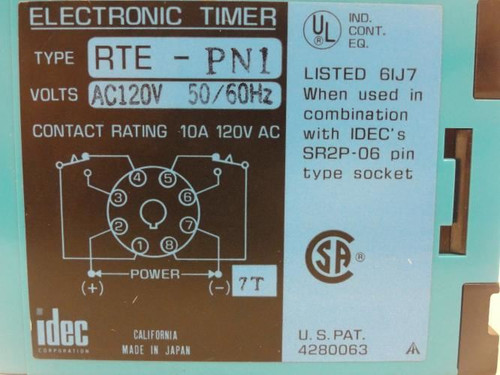 ELECTRONIC TIMER
TYPE RTE - PN1
VOLTS AC120V 50/60Hz
CONTACT RATING 10A 120V AC
4 5
3 6
2 7
1 8
POWER
(+) (-) 7T
idec
CORPORATION
CALIFORNIA
MADE IN JAPAN
UL
IND.
CONT.
EQ.
LISTED 6IJ7
When used in
combination
with IDEC's
SR2P-06 pin
type socket
SA
U.S. PAT.
4280063